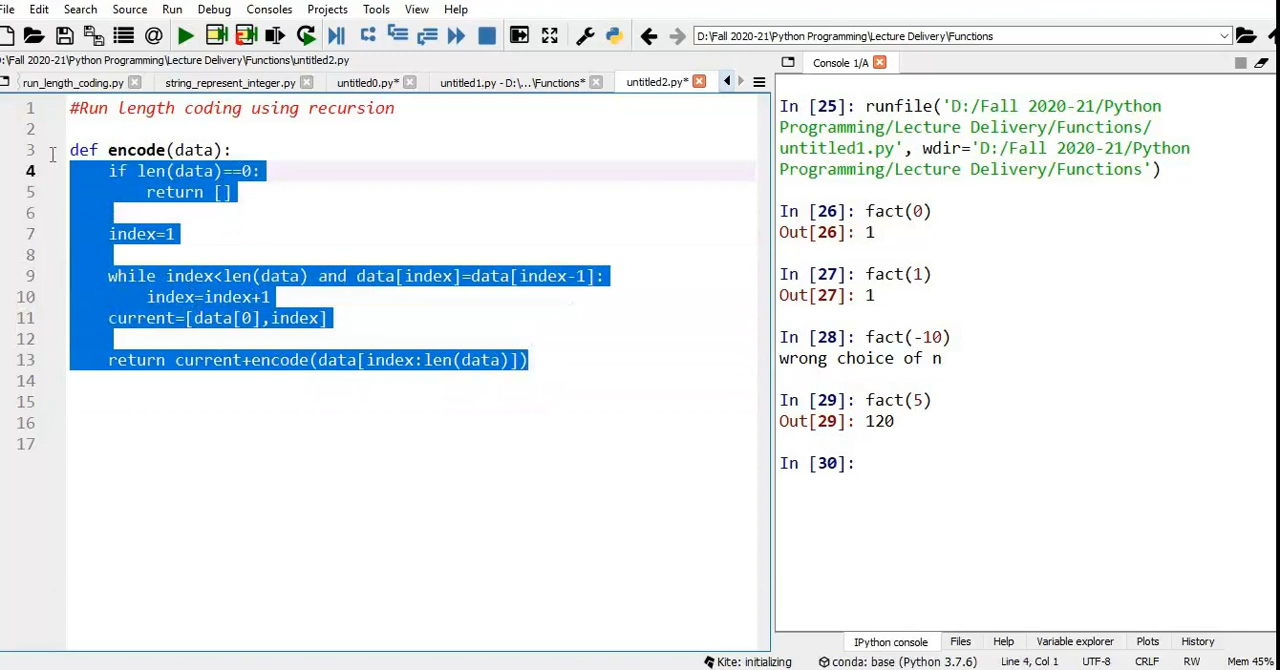 File Edit Search Source Run Debug Consoles Projects Tools View Help
D:\Fall 2020-21\Python Programming\Lecture Delivery\Functions
:\Fall 2020-21\Python Programming\Lecture Delivery\Functions\untitled2.py
run_length_coding.py string_represent_integer.py untitled0.py* untitled1.py - D:\...\Functions* untitled2.py*
1 #Run length coding using recursion
2
3 def encode(data):
4 if len(data)==0:
5 return []
6
7 index=1
8
9 while index<len(data) and data[index]=data[index-1]:
10 index=index+1
11 current=[data[0],index]
12
13 return current+encode(data[index:len(data)])
14
15
16
17
Console 1/A
In [25]: runfile('D:/Fall 2020-21/Python
Programming/Lecture Delivery/Functions/
untitled1.py', wdir='D:/Fall 2020-21/Python
Programming/Lecture Delivery/Functions')
In [26]: fact(0)
Out[26]: 1
In [27]: fact(1)
Out[27]: 1
In [28]: fact(-10)
wrong choice of n
In [29]: fact(5)
Out[29]: 120
In [30]:
IPython console Files Help Variable explorer Plots History
Kite: initializing conda: base (Python 3.7.6) Line 4, Col 1 UTF-8 CRLF RW Mem 45%